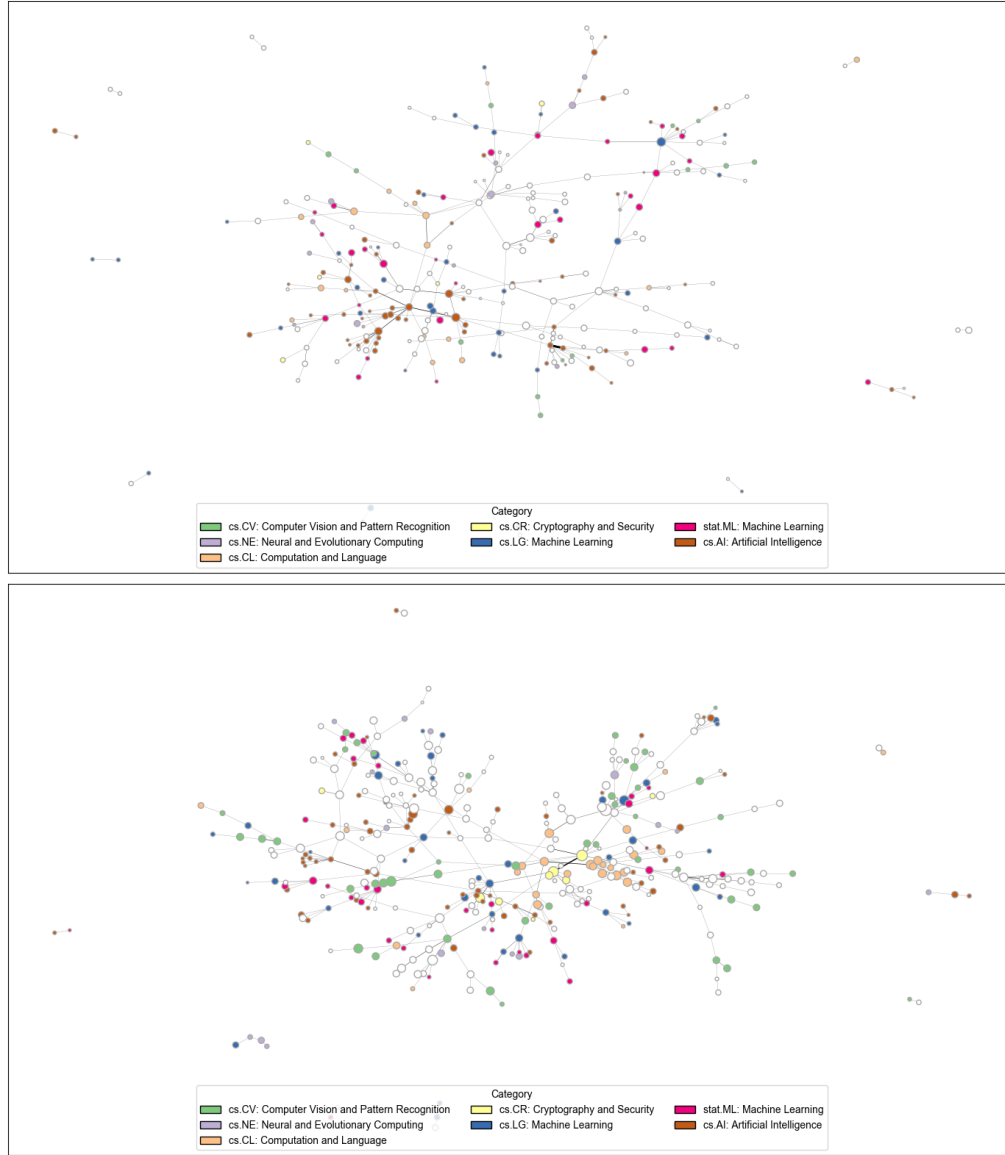 Category
cs.CV: Computer Vision and Pattern Recognition
cs.NE: Neural and Evolutionary Computing
cs.CL: Computation and Language
cs.CR: Cryptography and Security
cs.LG: Machine Learning
stat.ML: Machine Learning
cs.AI: Artificial Intelligence
Category
cs.CV: Computer Vision and Pattern Recognition
cs.NE: Neural and Evolutionary Computing
cs.CL: Computation and Language
cs.CR: Cryptography and Security
cs.LG: Machine Learning
stat.ML: Machine Learning
cs.AI: Artificial Intelligence